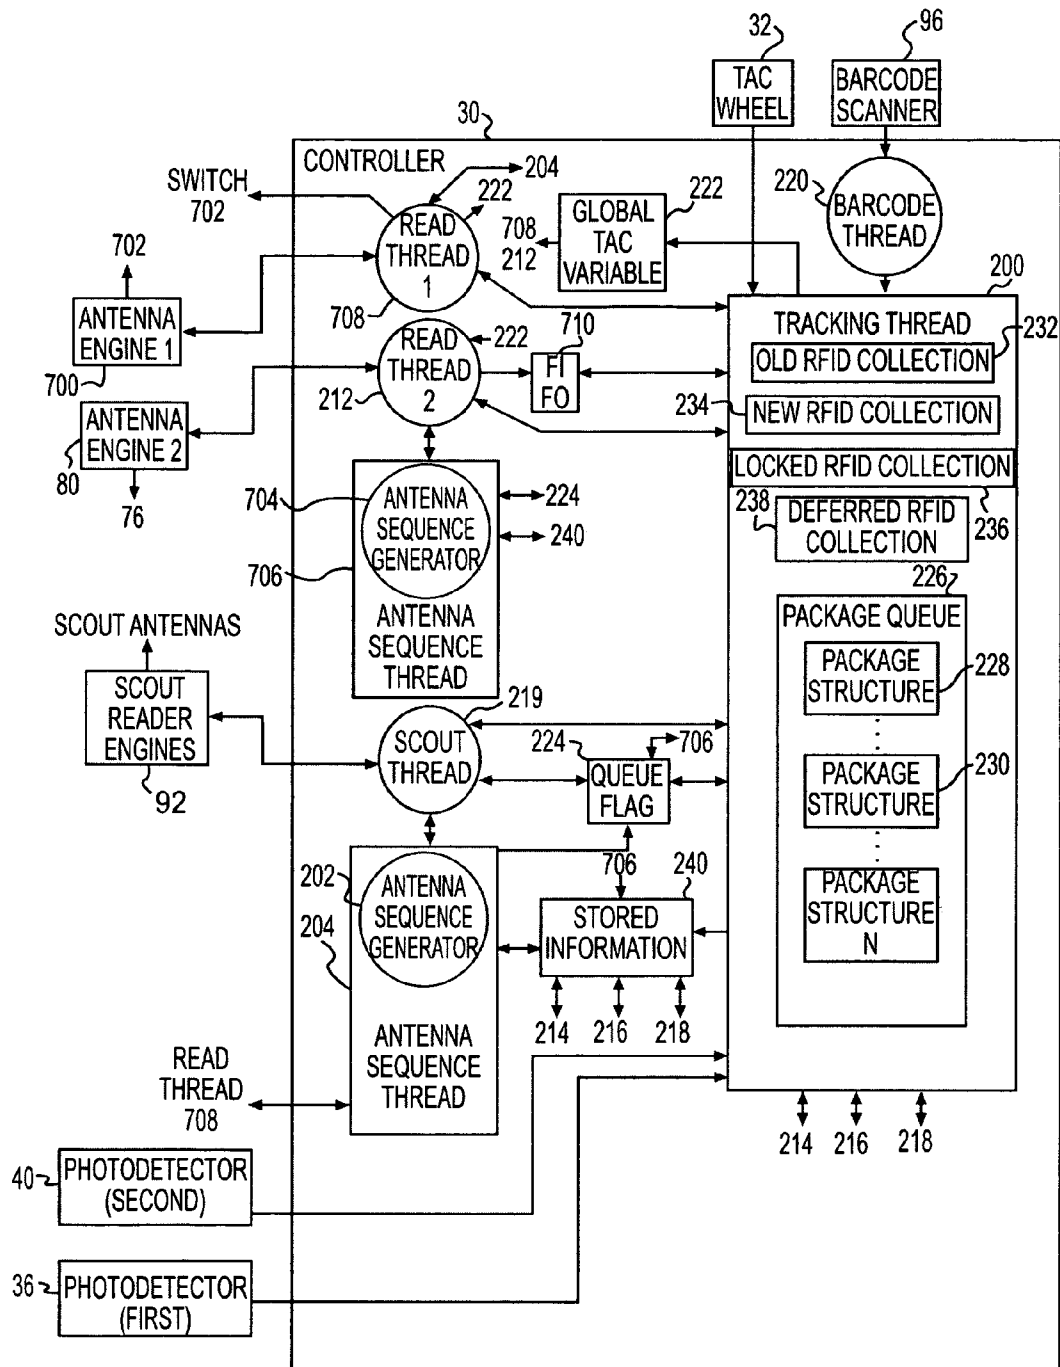 32
96
TAC
WHEEL
BARCODE
SCANNER
30
CONTROLLER
204
SWITCH
702
222
220
BARCODE
THREAD
READ
THREAD
1
708
GLOBAL
TAC
VARIABLE
222
708
212
702
ANTENNA
ENGINE 1
700
200
TRACKING THREAD
232
OLD RFID COLLECTION
READ
THREAD
2
212
222
710
FI
FO
234
NEW RFID COLLECTION
ANTENNA
ENGINE 2
80
76
LOCKED RFID COLLECTION
236
238
DEFERRED RFID
COLLECTION
704
ANTENNA
SEQUENCE
GENERATOR
224
240
706
ANTENNA
SEQUENCE
THREAD
226
PACKAGE QUEUE
PACKAGE
STRUCTURE
228
SCOUT ANTENNAS
SCOUT
READER
ENGINES
92
219
SCOUT
THREAD
224
706
QUEUE
FLAG
PACKAGE
STRUCTURE
230
202
ANTENNA
SEQUENCE
GENERATOR
204
706
240
STORED
INFORMATION
PACKAGE
STRUCTURE
N
214
216
218
ANTENNA
SEQUENCE
THREAD
READ
THREAD
708
214
216
218
40
PHOTODETECTOR
(SECOND)
36
PHOTODETECTOR
(FIRST)